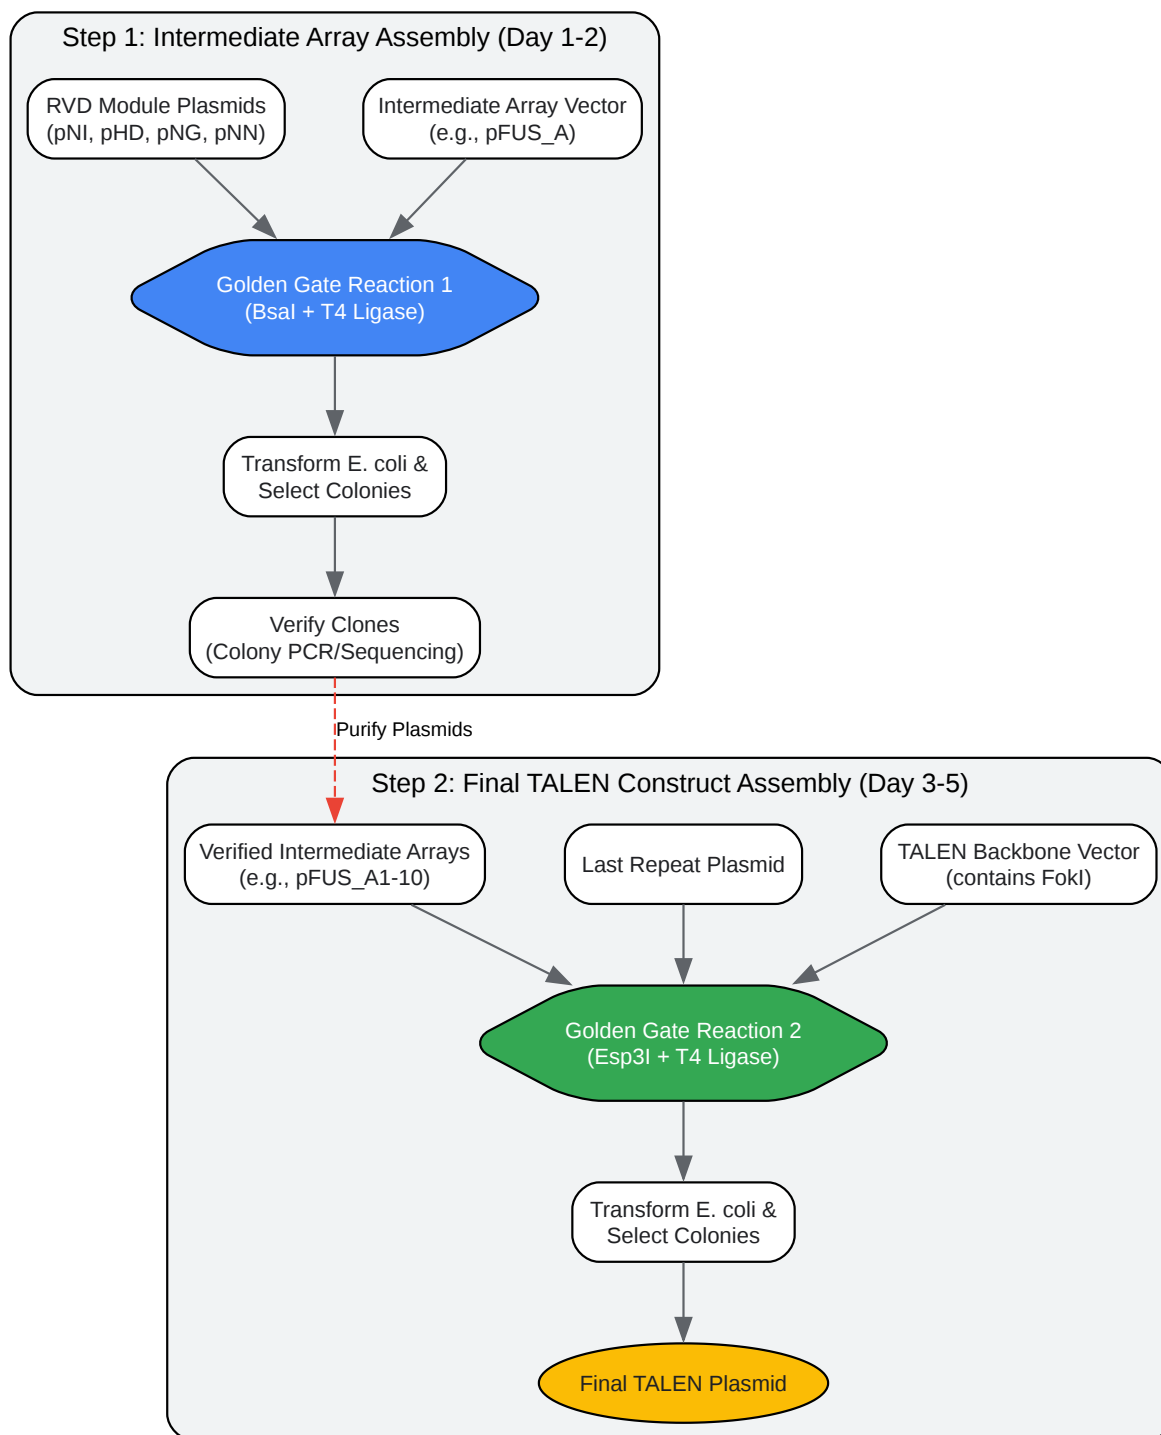 Step 1: Intermediate Array Assembly (Day 1-2)
RVD Module Plasmids
(pNI, pHD, pNG, pNN)
Intermediate Array Vector
(e.g., pFUS_A)
Golden Gate Reaction 1
(BsaI + T4 Ligase)
Transform E. coli &
Select Colonies
Verify Clones
(Colony PCR/Sequencing)
Purify Plasmids
Step 2: Final TALEN Construct Assembly (Day 3-5)
Verified Intermediate Arrays
(e.g., pFUS_A1-10)
Last Repeat Plasmid
TALEN Backbone Vector
(contains FokI)
Golden Gate Reaction 2
(Esp3I + T4 Ligase)
Transform E. coli &
Select Colonies
Final TALEN Plasmid